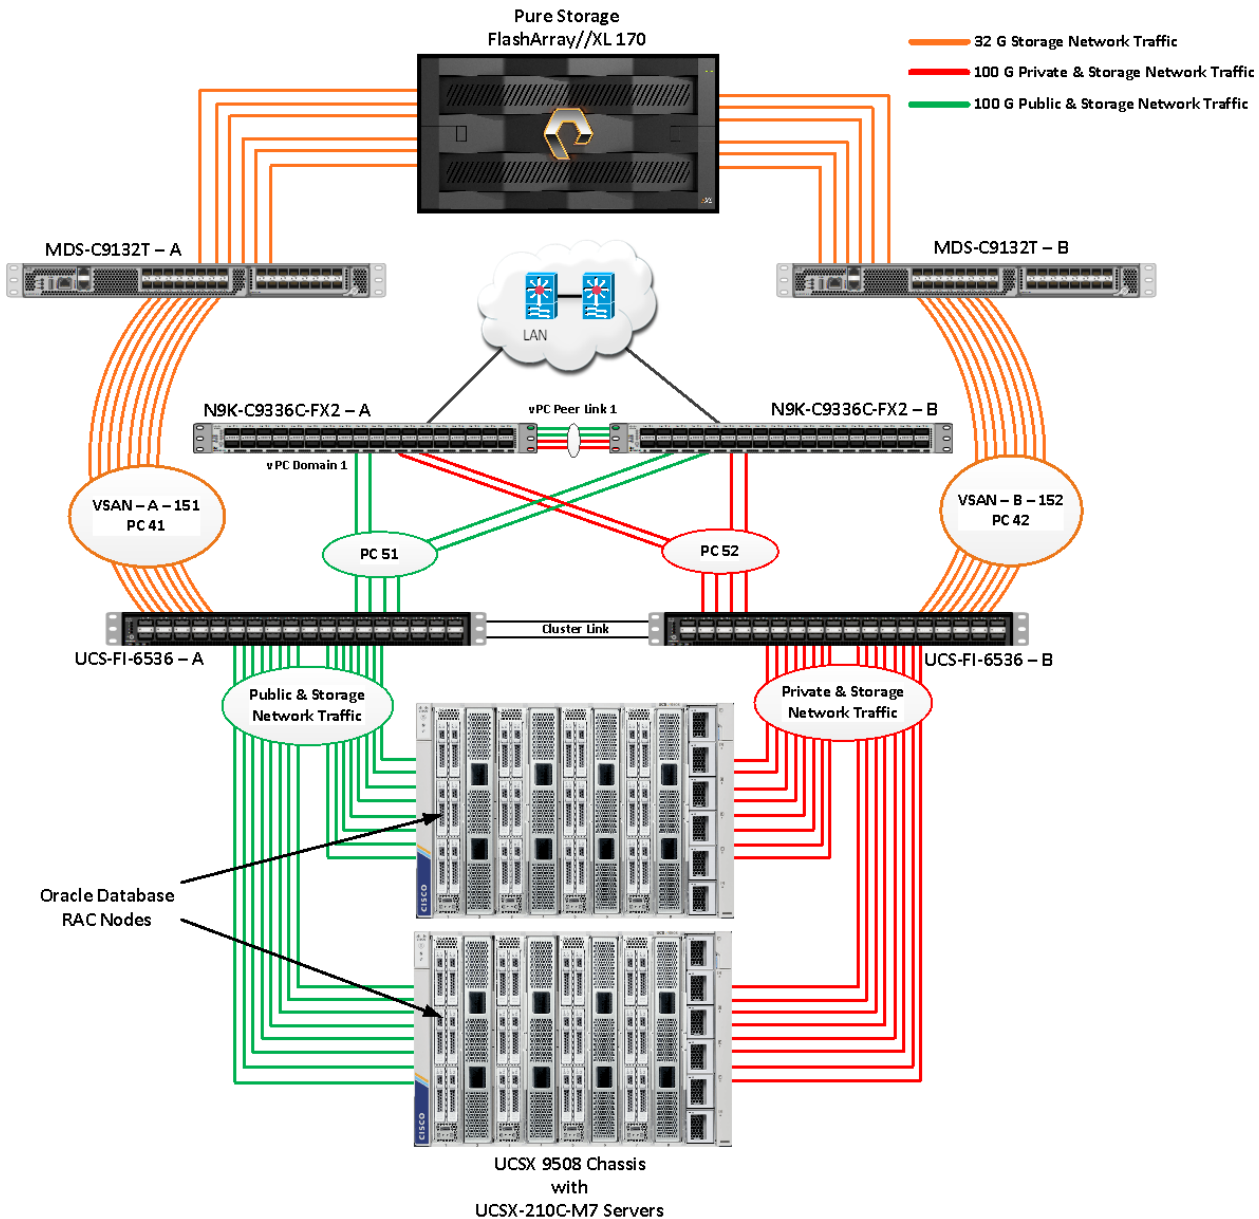 Pure Storage
FlashArray//XL 170
32 G Storage Network Traffic
100 G Private & Storage Network Traffic
100 G Public & Storage Network Traffic
MDS-C9132T – A
MDS-C9132T – B
LAN
N9K-C9336C-FX2 – A
vPC Peer Link 1
N9K-C9336C-FX2 – B
vPC Domain 1
VSAN – A – 151
PC 41
VSAN – B – 152
PC 42
PC 51
PC 52
Cluster Link
UCS-FI-6536 – A
UCS-FI-6536 – B
Public & Storage
Network Traffic
Private & Storage
Network Traffic
CISCO
Oracle Database
RAC Nodes
CISCO
UCSX 9508 Chassis
with
UCSX-210C-M7 Servers